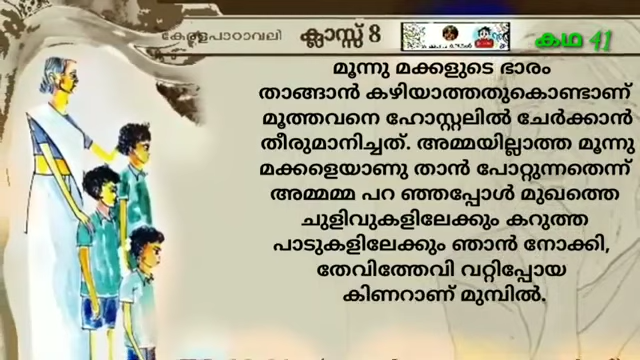 കേരളപാഠാവലി ക്ലാസ്സ് 8 കഥ 41
മൂന്നു മക്കളുടെ ഭാരം
താങ്ങാൻ കഴിയാത്തതുകൊണ്ടാണ്
മൂത്തവനെ ഹോസ്റ്റലിൽ ചേർക്കാൻ
തീരുമാനിച്ചത്. അമ്മയില്ലാത്ത മൂന്നു
മക്കളെയാണു താൻ പോറ്റുന്നതെന്ന്
അമ്മമ്മ പറ ഞ്ഞപ്പോൾ മുഖത്തെ
ചുളിവുകളിലേക്കും കറുത്ത
പാടുകളിലേക്കും ഞാൻ നോക്കി,
തേവിത്തേവി വറ്റിപ്പോയ
കിണറാണ് മുമ്പിൽ.